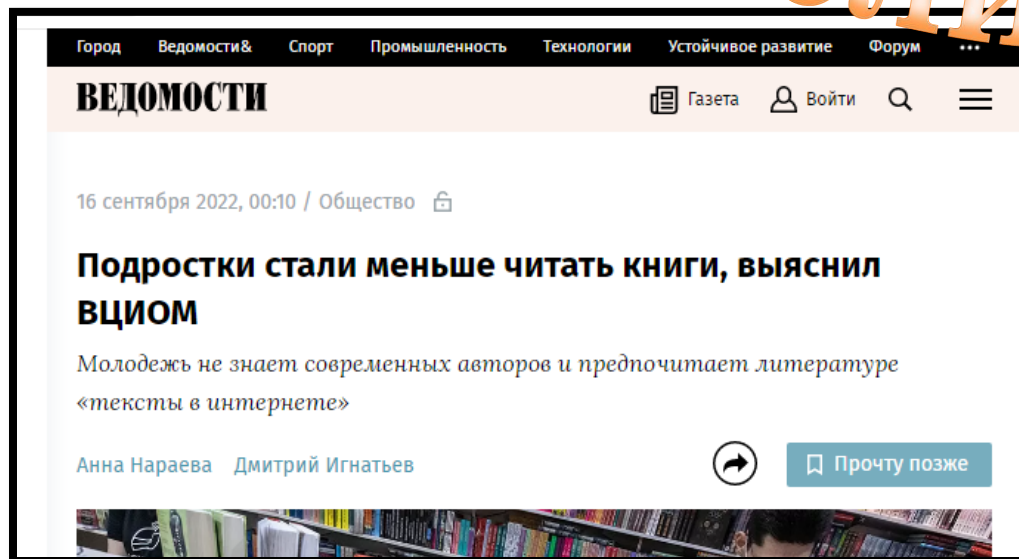 Город Ведомости& Спорт Промышленность Технологии Устойчивое развитие Форум ...
ВЕДОМОСТИ Газета Войти
16 сентября 2022, 00:10 / Общество
Подростки стали меньше читать книги, выяснил
ВЦИОМ
Молодежь не знает современных авторов и предпочитает литературе
«тексты в интернете»
Анна Нараева Дмитрий Игнатьев Прочту позже